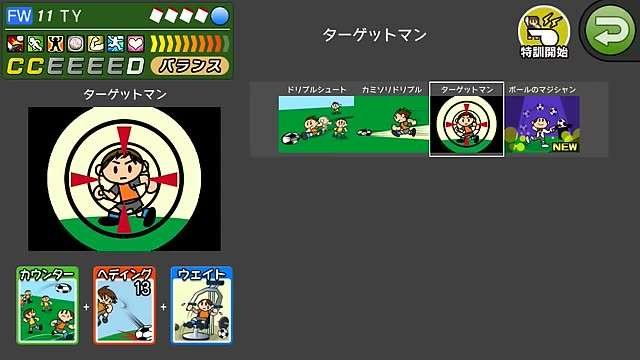 FW 11 TY
CCEEEED バランス
ターゲットマン
ターゲットマン
特訓開始
ドリブルシュート カミソリドリブル ターゲットマン ボールのマジシャン
NEW
カウンター + ヘディング + ウエイト
13